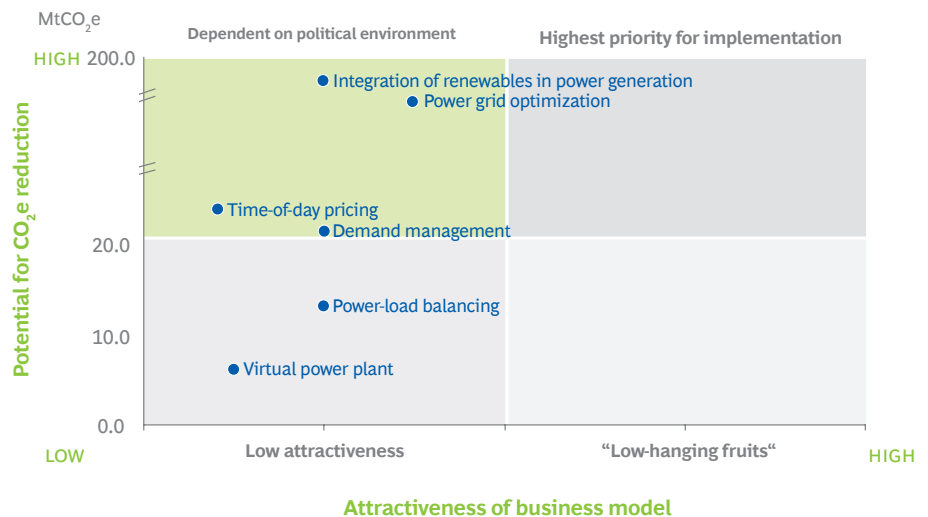 MtCO₂e
Dependent on political environment
Highest priority for implementation
HIGH 200.0
Integration of renewables in power generation
Power grid optimization
Potential for CO₂e reduction
Time-of-day pricing
Demand management
20.0
Power-load balancing
10.0
Virtual power plant
0.0
LOW
Low attractiveness
“Low-hanging fruits“
HIGH
Attractiveness of business model